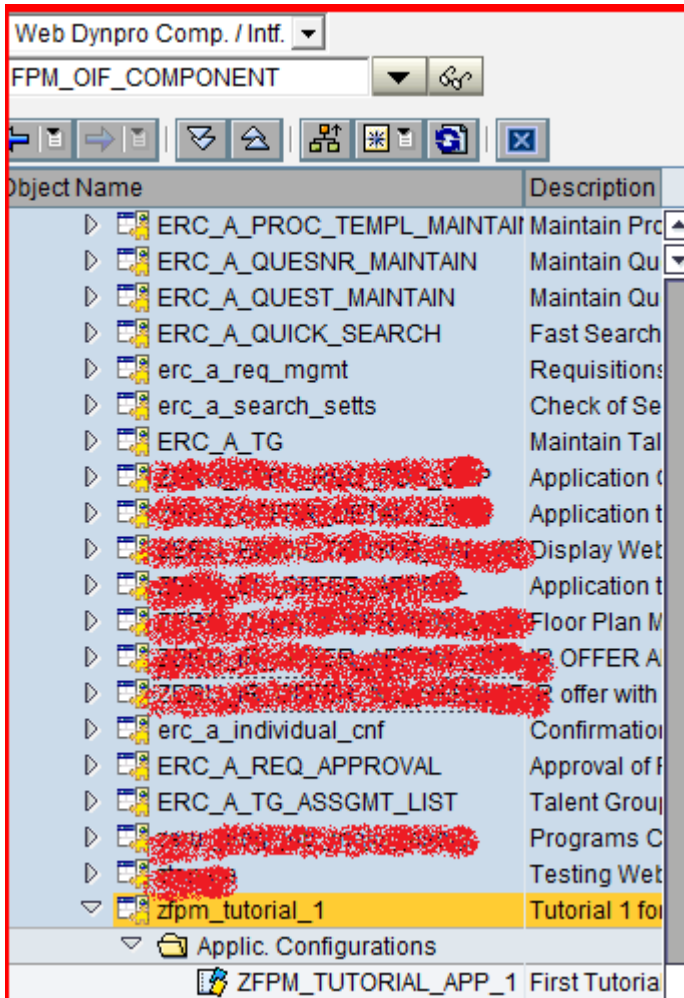 Web Dynpro Comp. / Intf.
FPM_OIF_COMPONENT
Object Name Description
ERC_A_PROC_TEMPL_MAINTAIN Maintain Pro
ERC_A_QUESNR_MAINTAIN Maintain Qu
ERC_A_QUEST_MAINTAIN Maintain Qu
ERC_A_QUICK_SEARCH Fast Search
erc_a_req_mgmt Requisitions
erc_a_search_setts Check of Se
ERC_A_TG Maintain Tal
Application
Application t
Display Web
Application t
Floor Plan M
OFFER A
offer with
erc_a_individual_cnf Confirmation
ERC_A_REQ_APPROVAL Approval of
ERC_A_TG_ASSGMT_LIST Talent Group
Programs C
Testing Web
zfpm_tutorial_1 Tutorial 1 for
Applic. Configurations
ZFPM_TUTORIAL_APP_1 First Tutorial